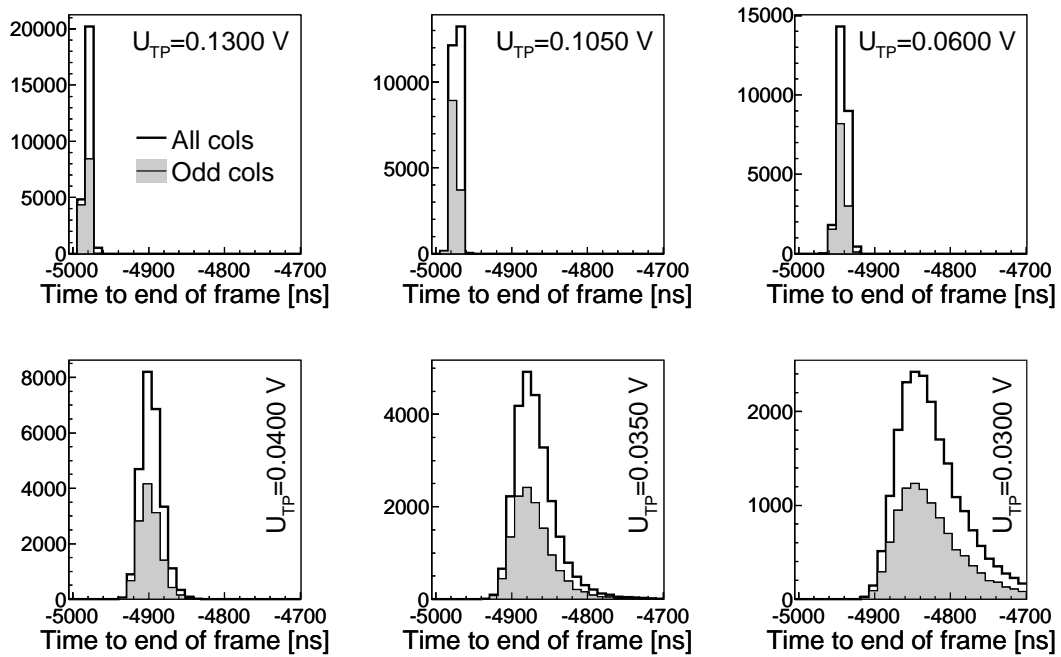 20000
15000
10000
5000
0
U_TP=0.1300 V
All cols
Odd cols
-5000 -4900 -4800 -4700
Time to end of frame [ns]
10000
5000
0
U_TP=0.1050 V
-5000 -4900 -4800 -4700
Time to end of frame [ns]
15000
10000
5000
0
U_TP=0.0600 V
-5000 -4900 -4800 -4700
Time to end of frame [ns]
8000
6000
4000
2000
0
U_TP=0.0400 V
-5000 -4900 -4800 -4700
Time to end of frame [ns]
4000
2000
0
U_TP=0.0350 V
-5000 -4900 -4800 -4700
Time to end of frame [ns]
2000
1000
0
U_TP=0.0300 V
-5000 -4900 -4800 -4700
Time to end of frame [ns]